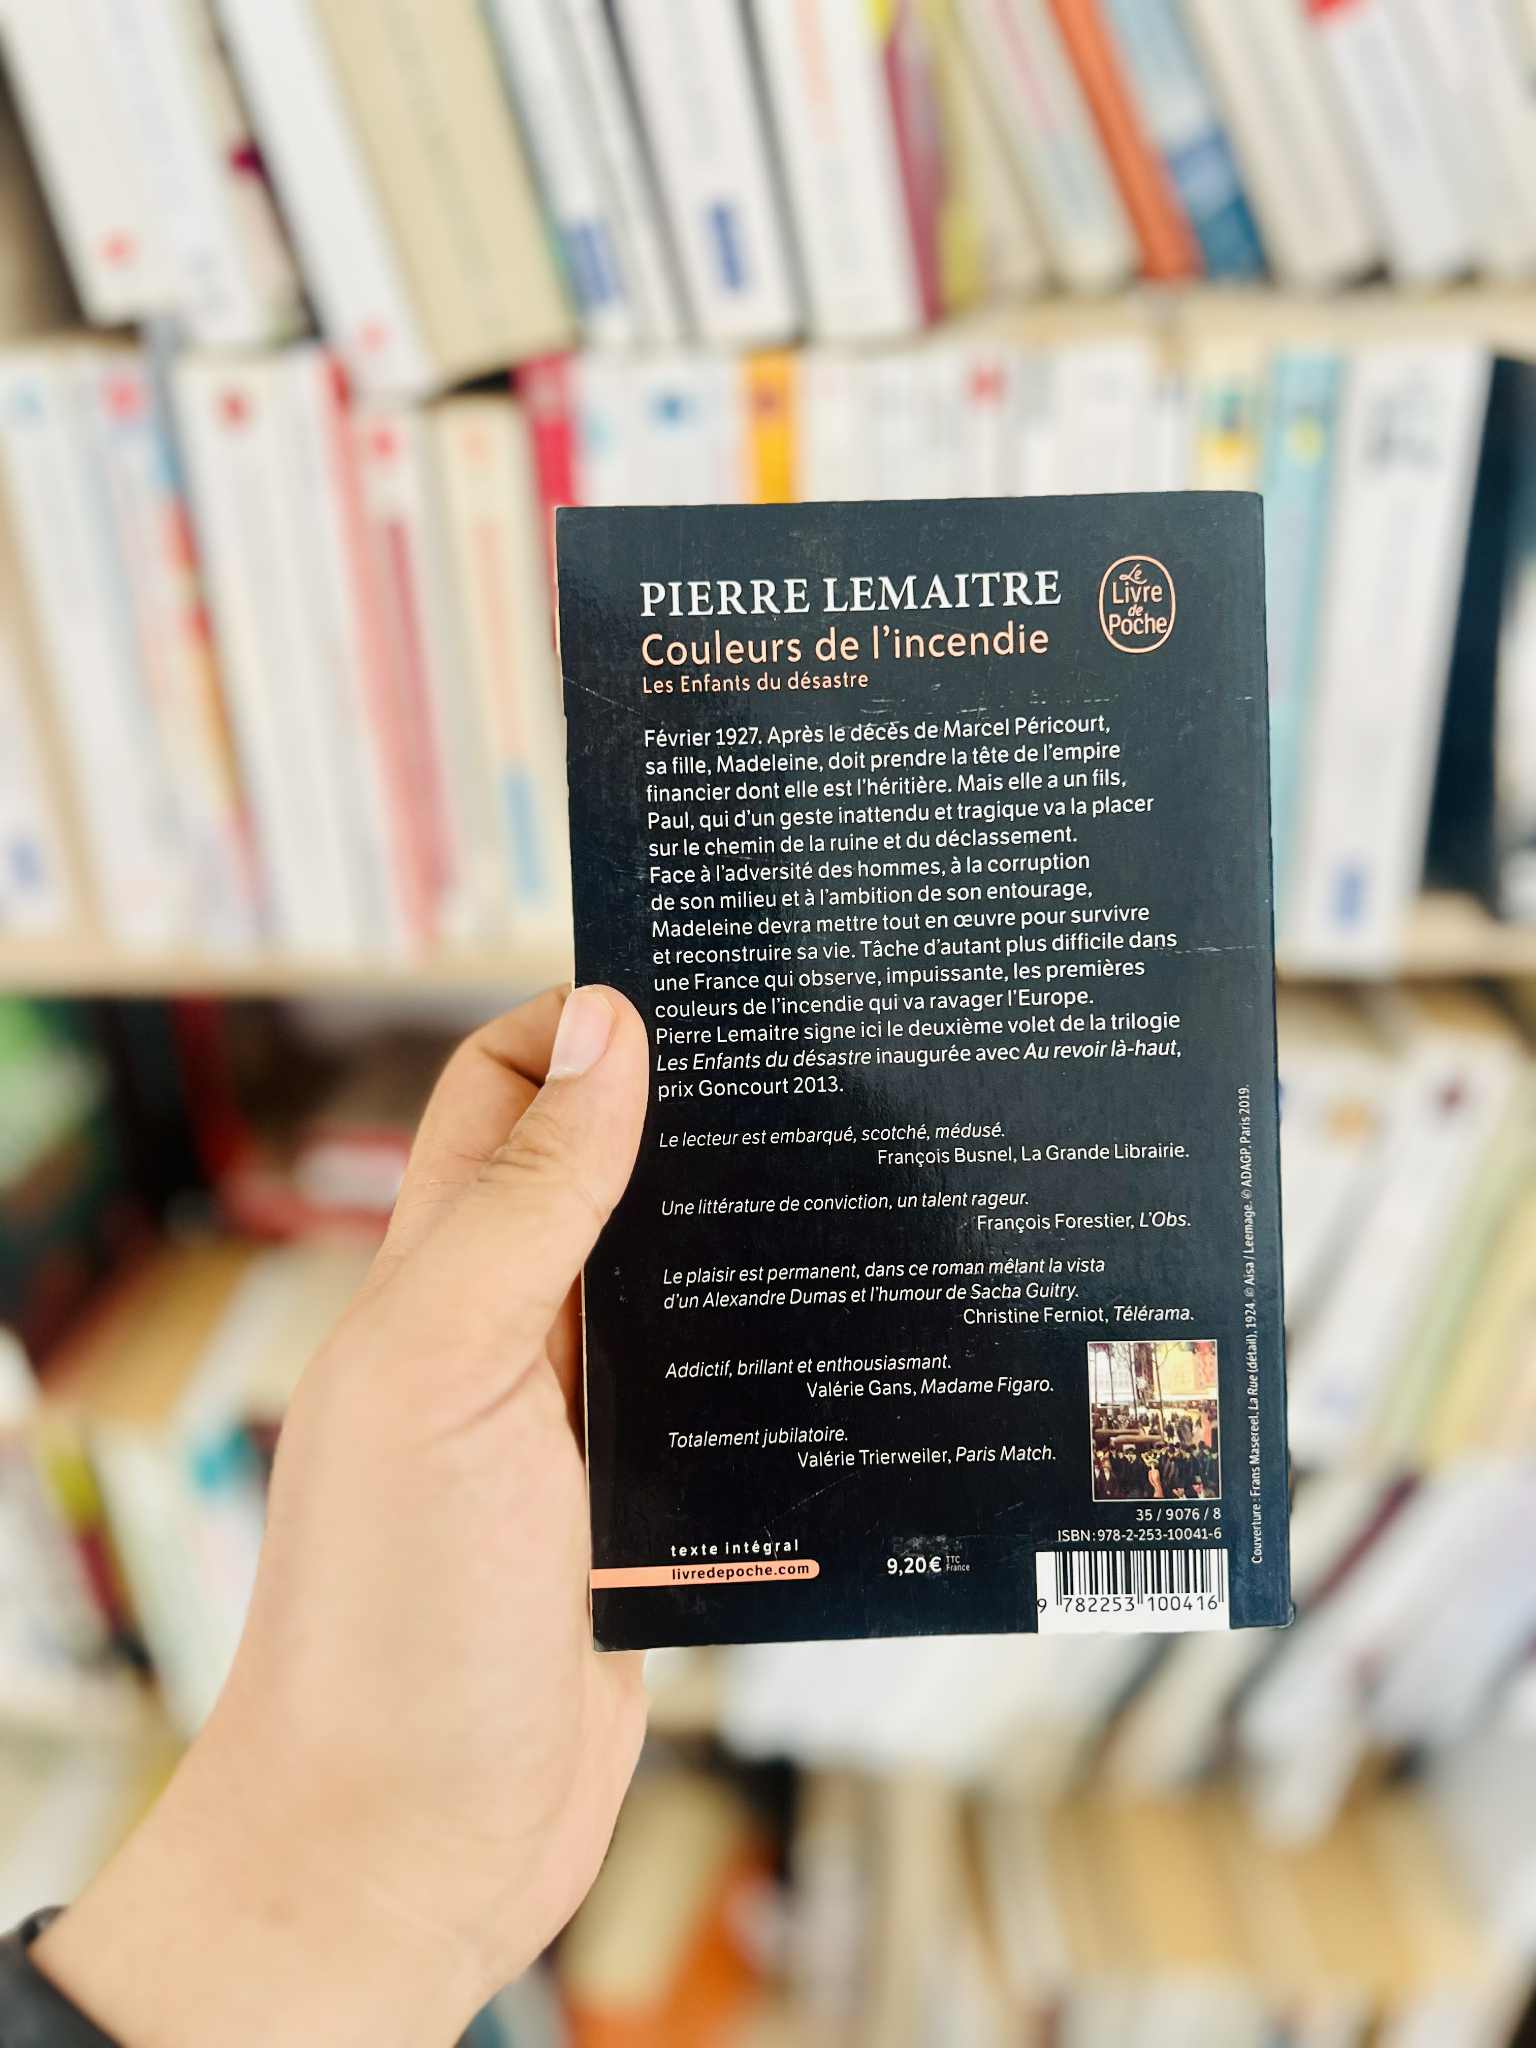 PIERRE LEMAITRE
Couleurs de l'incendie
Les Enfants du désastre
Le
Livre
de
Poche
Février 1927. Après le décès de Marcel Péricourt,
sa fille, Madeleine, doit prendre la tête de l'empire
financier dont elle est l'héritière. Mais elle a un fils,
Paul, qui d'un geste inattendu et tragique va la placer
sur le chemin de la ruine et du déclassement.
Face à l'adversité des hommes, à la corruption
de son milieu et à l'ambition de son entourage,
Madeleine devra mettre tout en œuvre pour survivre
et reconstruire sa vie. Tâche d'autant plus difficile dans
une France qui observe, impuissante, les premières
couleurs de l'incendie qui va ravager l'Europe.
Pierre Lemaitre signe ici le deuxième volet de la trilogie
Les Enfants du désastre inaugurée avec Au revoir là-haut,
prix Goncourt 2013.
Le lecteur est embarqué, scotché, médusé.
François Busnel, La Grande Librairie.
Une littérature de conviction, un talent rageur.
François Forestier, L'Obs.
Le plaisir est permanent, dans ce roman mêlant la vista
d'un Alexandre Dumas et l'humour de Sacha Guitry.
Christine Ferniot, Télérama.
Addictif, brillant et enthousiasmant.
Valérie Gans, Madame Figaro.
Totalement jubilatoire.
Valérie Trierweiler, Paris Match.
texte intégral
livredepoche.com
9,20 € TTC
France
35 / 9076 / 8
ISBN : 978-2-253-10041-6
9 782253 100416
Couverture : Frans Masereel, La Rue (détail), 1924. © Aisa / Leemage. © ADAGP, Paris 2019.